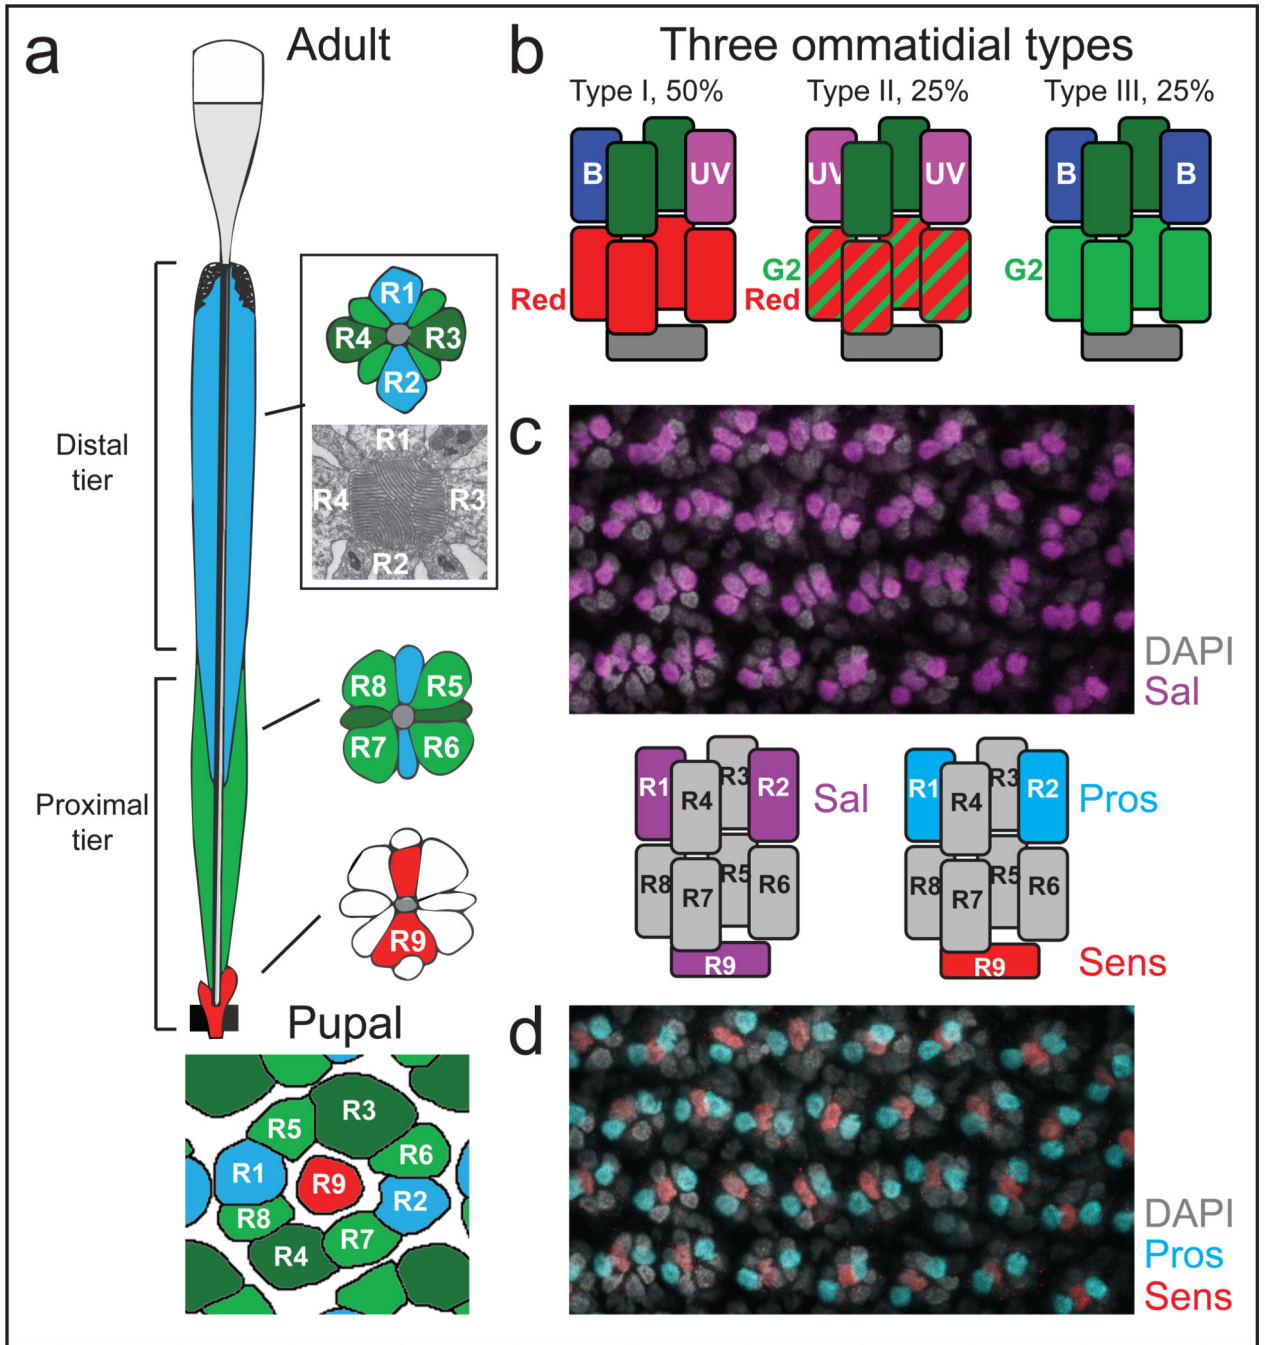 a
Adult
Distal
tier
R1
R4
R3
R2
R1
R4
R3
R2
R8
R5
R7
R6
Proximal
tier
R9
Pupal
R3
R5
R6
R1
R9
R2
R8
R7
R4
b
Three ommatidial types
Type I, 50%
Type II, 25%
Type III, 25%
B
UV
Red
UV
UV
G2
Red
B
B
G2
c
DAPI
Sal
R1
R3
R2
R4
Sal
R8
R5
R6
R7
R9
R1
R3
R2
R4
Pros
R8
R5
R6
R7
R9
Sens
d
DAPI
Pros
Sens